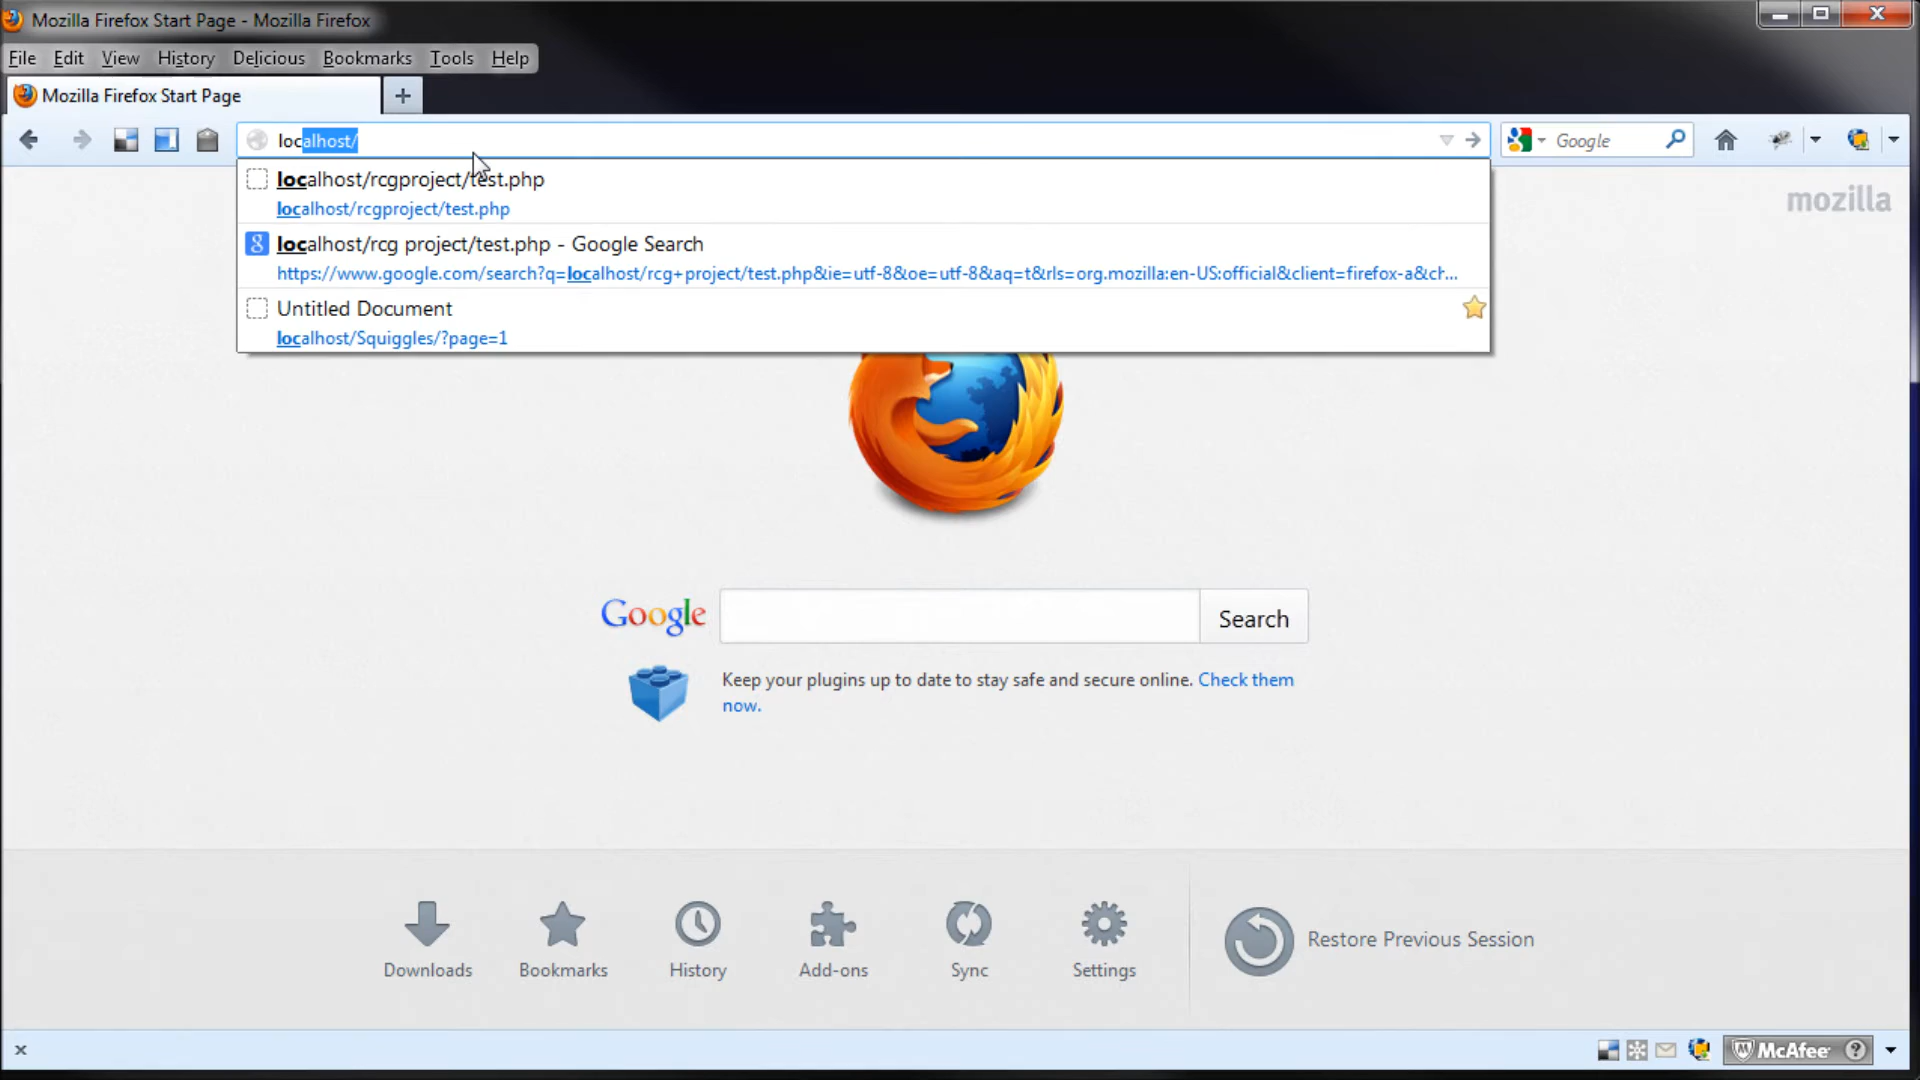 Mozilla Firefox Start Page - Mozilla Firefox
File Edit View History Delicious Bookmarks Tools Help
Mozilla Firefox Start Page +
localhost/ Google
localhost/rcgproject/test.php
localhost/rcgproject/test.php
localhost/rcg project/test.php - Google Search
https://www.google.com/search?q=localhost/rcg+project/test.php&ie=utf-8&oe=utf-8&aq=t&rls=org.mozilla:en-US:official&client=firefox-a&ch...
Untitled Document
localhost/Squiggles/?page=1
mozilla
Google Search
Keep your plugins up to date to stay safe and secure online. Check them
now.
Downloads Bookmarks History Add-ons Sync Settings Restore Previous Session
McAfee ?